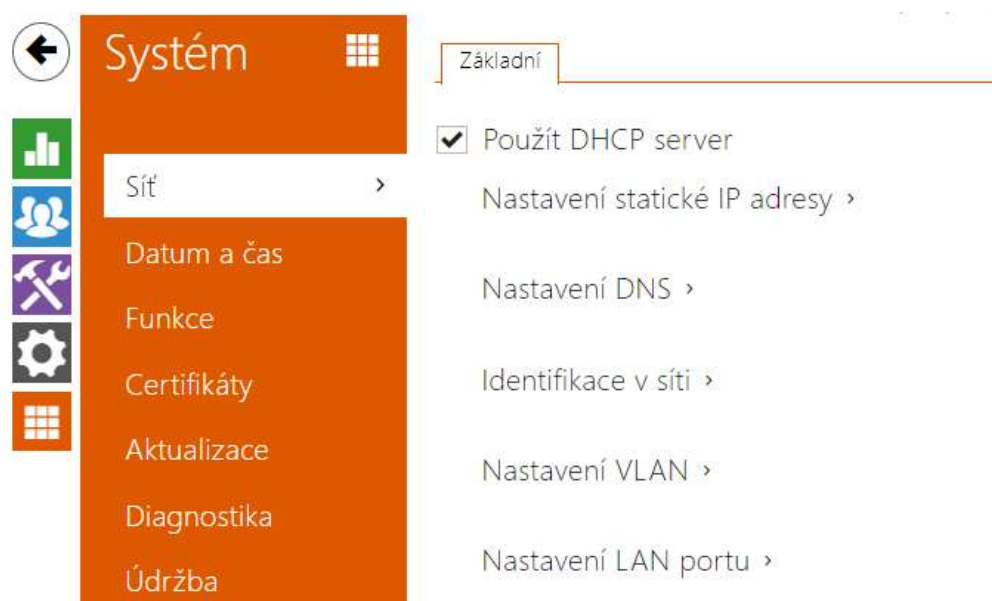 Systém
Základní
Použít DHCP server
Síť
Nastavení statické IP adresy
Datum a čas
Nastavení DNS
Funkce
Identifikace v síti
Certifikáty
Aktualizace
Nastavení VLAN
Diagnostika
Nastavení LAN portu
Údržba